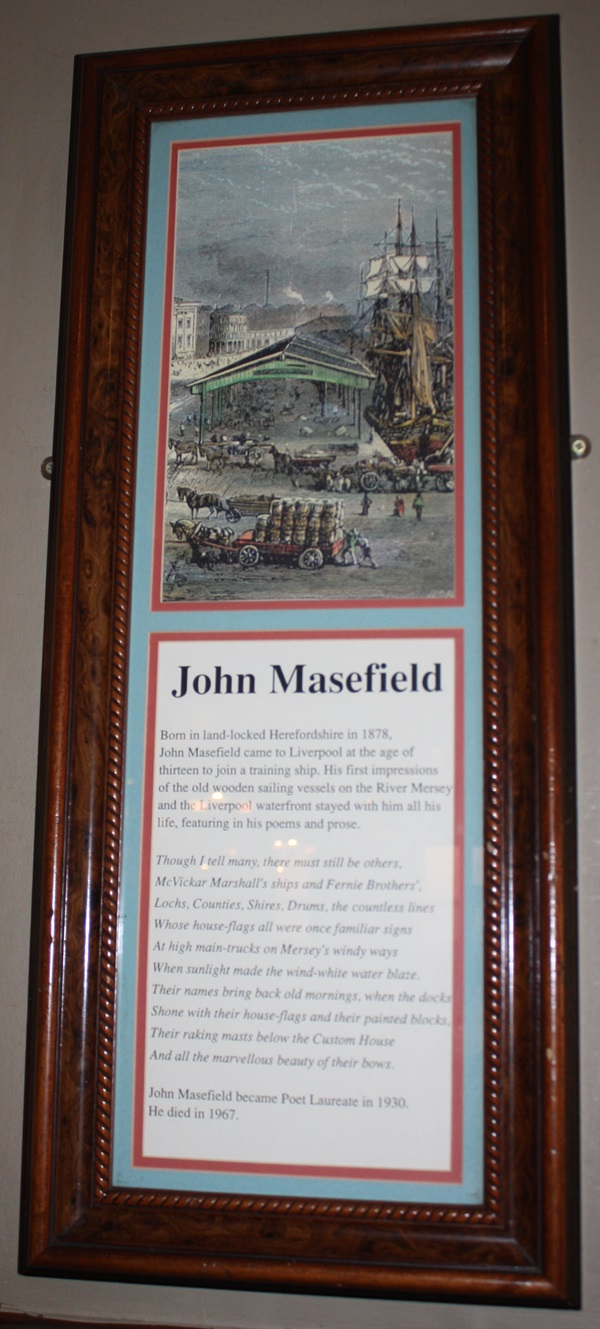 John Masefield
Born in land-locked Herefordshire in 1878,
John Masefield came to Liverpool at the age of
thirteen to join a training ship. His first impressions
of the old wooden sailing vessels on the River Mersey
and the Liverpool waterfront stayed with him all his
life, featuring in his poems and prose.
Though I tell many, there must still be others,
McVickar Marshall's ships and Fernie Brothers',
Lochs, Counties, Shires, Drums, the countless lines
Whose house-flags all were once familiar signs
At high main-trucks on Mersey's windy ways
When sunlight made the wind-white water blaze.
Their names bring back old mornings, when the docks
Shone with their house-flags and their painted blocks,
Their raking masts below the Custom House
And all the marvellous beauty of their bows.
John Masefield became Poet Laureate in 1930.
He died in 1967.